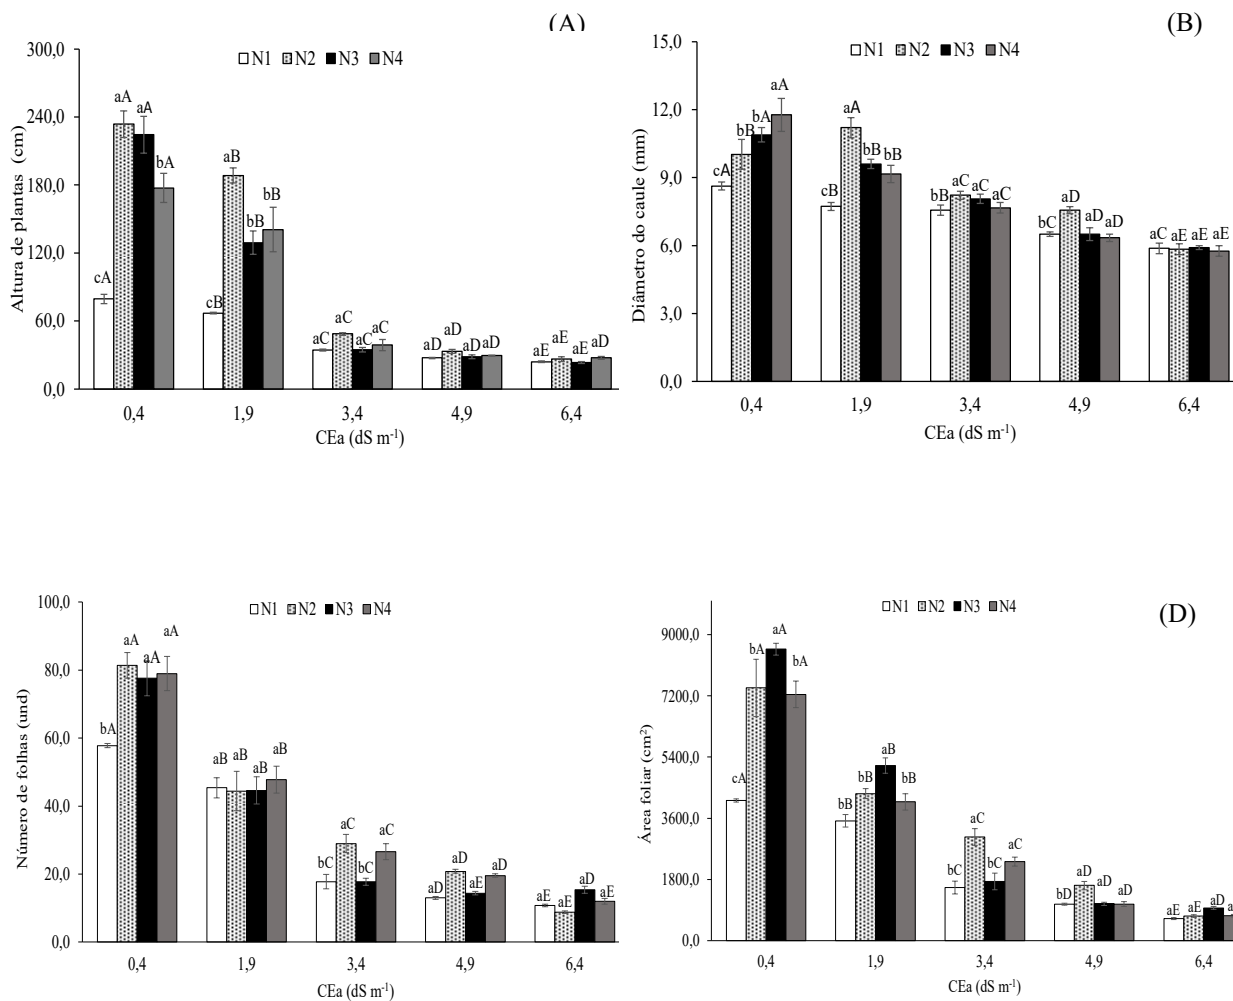 (A)
300,0
240,0
180,0
120,0
60,0
0,0
Altura de plantas (cm)
N1 N2 N3 N4
cA aA aA bA
cB aB bB bB
aC aC aC aC
aD aD aD aD
aE aE aE aD
0,4 1,9 3,4 4,9 6,4
CEa (dS m⁻¹)
(B)
15,0
12,0
9,0
6,0
3,0
0,0
Diâmetro do caule (mm)
N1 N2 N3 N4
cA bB bA aA
cB aA bB bB
bB aC aC aC
bC aD aD aD
aC aE aE aE
0,4 1,9 3,4 4,9 6,4
CEa (dS m⁻¹)
100,0
80,0
60,0
40,0
20,0
0,0
Número de folhas (und)
N1 N2 N3 N4
bA aA aA aA
aB aB aB aB
bC aC bC aC
aD aD aE aD
aE aE aD aE
0,4 1,9 3,4 4,9 6,4
CEa (dS m⁻¹)
(D)
9000,0
7200,0
5400,0
3600,0
1800,0
0,0
Área foliar (cm²)
N1 N2 N3 N4
cA bA aA bA
bB bB aB bB
bC aC bC aC
bD aD aD aD
aE aE aD
0,4 1,9 3,4 4,9 6,4
CEa (dS m⁻¹)